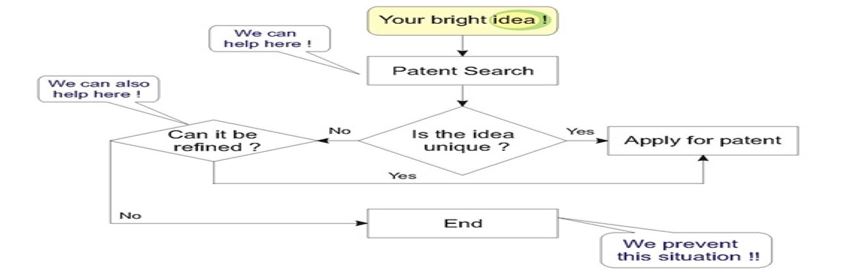 Your bright idea !
We can
help here !
Patent Search
We can also
help here !
Can it be
refined ?
No
Is the idea
unique ?
Yes
Apply for patent
Yes
No
End
We prevent
this situation !!